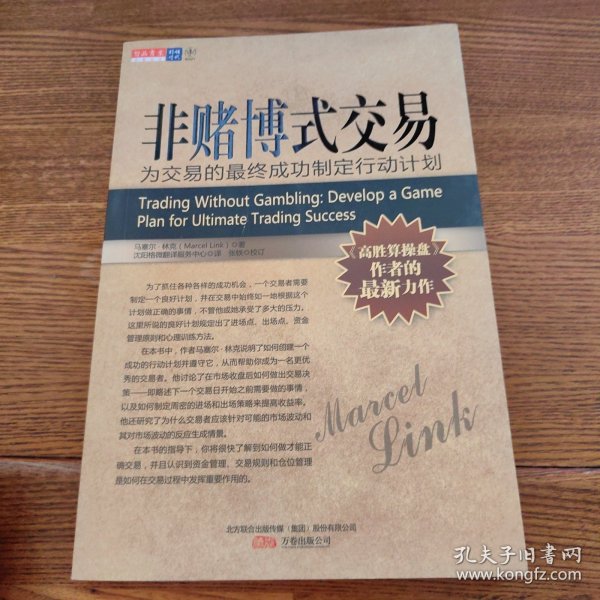 引领时代
非赌博式交易
为交易的最终成功制定行动计划
Trading Without Gambling: Develop a Game
Plan for Ultimate Trading Success
马塞尔·林克（Marcel Link）◎著
沈阳格微翻译服务中心◎译 张轶◎校订
《高胜算操盘》
作者的
最新力作
为了抓住各种各样的成功机会，一个交易者需要
制定一个良好计划，并在交易中始终如一地根据这个
计划做正确的事情，不管他或她承受了多大的压力。
这里所说的良好计划规定出了进场点、出场点、资金
管理原则和心理训练方法。
在本书中，作者马塞尔·林克说明了如何创建一个
成功的行动计划并遵守它，从而帮助你成为一名更优
秀的交易者。他讨论了在市场收盘后如何做出交易决
策——即略述下一个交易日开始之前需要做的事情，
以及如何制定周密的进场和出场策略来提高收益率。
他还研究了为什么交易者应该针对可能的市场波动和
其对市场波动的反应生成情景。
在本书的指导下，你将很快了解到如何做才能正
确交易，并且认识到资金管理、交易规则和仓位管理
是如何在交易过程中发挥重要作用的。
Marcel
Link
北方联合出版传媒（集团）股份有限公司
万卷出版公司
孔夫子旧书网
www.kongfz.com